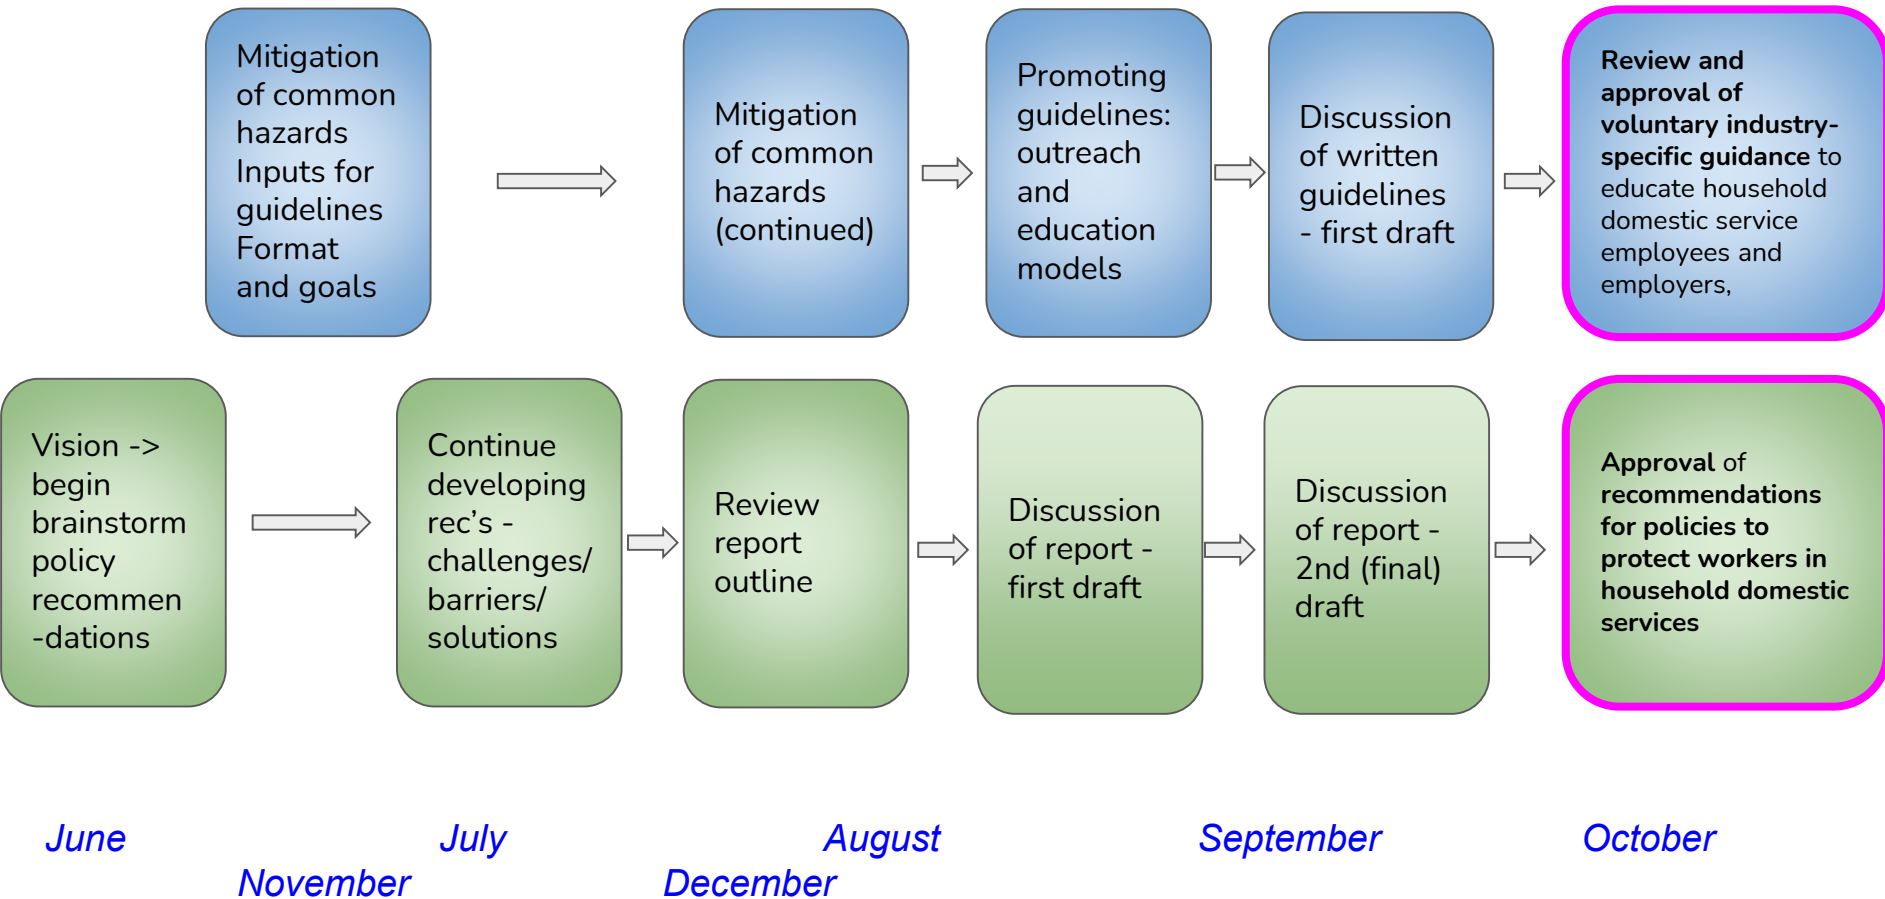 Mitigation
of common
hazards
Inputs for
guidelines
Format
and goals
Mitigation
of common
hazards
(continued)
Promoting
guidelines:
outreach
and
education
models
Discussion
of written
guidelines
- first draft
Review and
approval of
voluntary industry-
specific guidance to
educate household
domestic service
employees and
employers,
Vision ->
begin
brainstorm
policy
recommen
-dations
Continue
developing
rec’s -
challenges/
barriers/
solutions
Review
report
outline
Discussion
of report -
first draft
Discussion
of report -
2nd (final)
draft
Approval of
recommendations
for policies to
protect workers in
household domestic
services
June July August September October
November December